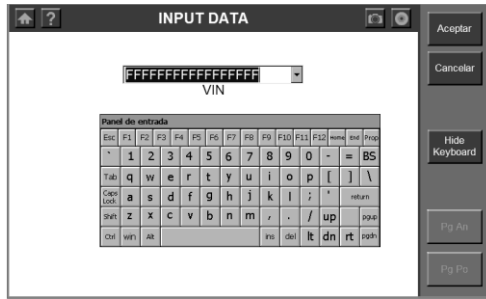 ? INPUT DATA
Aceptar
Cancelar
FFFFFFFFFFFFFFFFF
VIN
Hide
Keyboard
Panel de entrada
Esc F1 F2 F3 F4 F5 F6 F7 F8 F9 F10 F11 F12 Home End Prop
` 1 2 3 4 5 6 7 8 9 0 - = BS
Tab q w e r t y u i o p [ ] \
Caps Lock a s d f g h j k l ; ' return
Shft z x c v b n m , . / up pgup
Ctrl win Alt ins del lt dn rt pgdn
Pg An
Pg Po